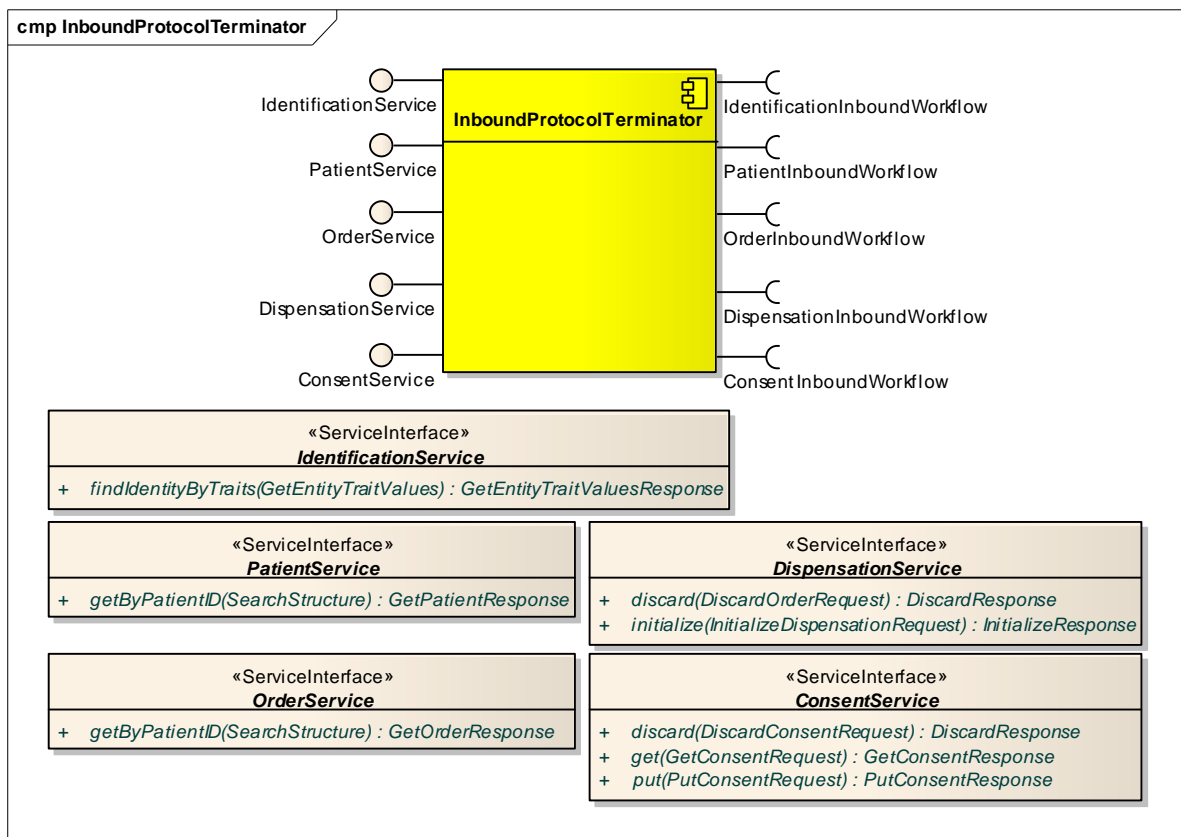 cmp InboundProtocolTerminator
IdentificationService
InboundProtocolTerminator
IdentificationInboundWorkflow
PatientService
PatientInboundWorkflow
OrderService
OrderInboundWorkflow
DispensationService
DispensationInboundWorkflow
ConsentService
ConsentInboundWorkflow
«ServiceInterface»
IdentificationService
+ findIdentityByTraits(GetEntityTraitValues) : GetEntityTraitValuesResponse
«ServiceInterface»
PatientService
+ getByPatientID(SearchStructure) : GetPatientResponse
«ServiceInterface»
DispensationService
+ discard(DiscardOrderRequest) : DiscardResponse
+ initialize(InitializeDispensationRequest) : InitializeResponse
«ServiceInterface»
OrderService
+ getByPatientID(SearchStructure) : GetOrderResponse
«ServiceInterface»
ConsentService
+ discard(DiscardConsentRequest) : DiscardResponse
+ get(GetConsentRequest) : GetConsentResponse
+ put(PutConsentRequest) : PutConsentResponse